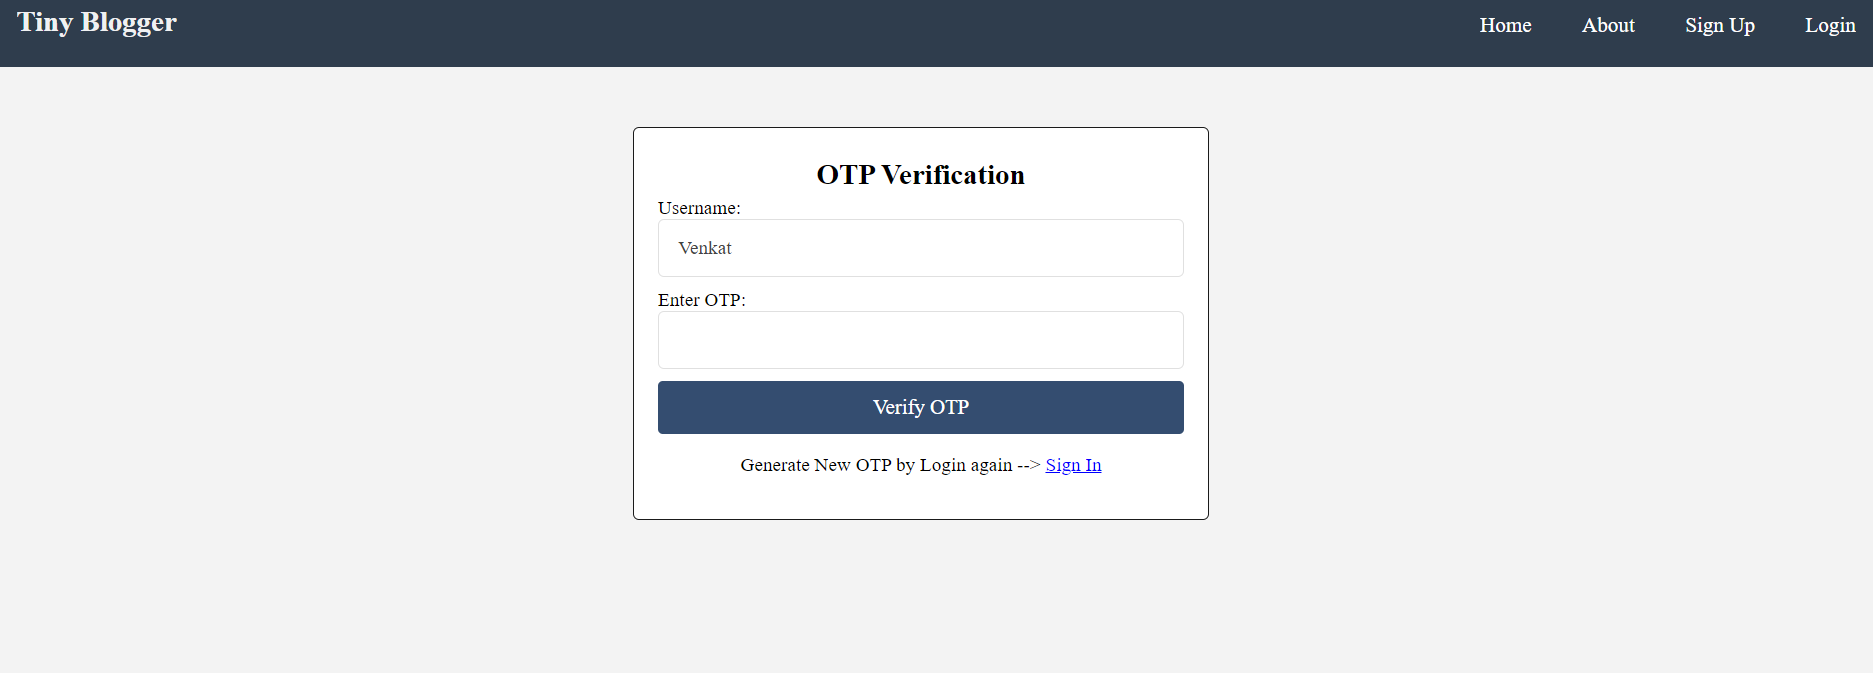 Tiny Blogger
Home About Sign Up Login
OTP Verification
Username:
Venkat
Enter OTP:
Verify OTP
Generate New OTP by Login again --> Sign In